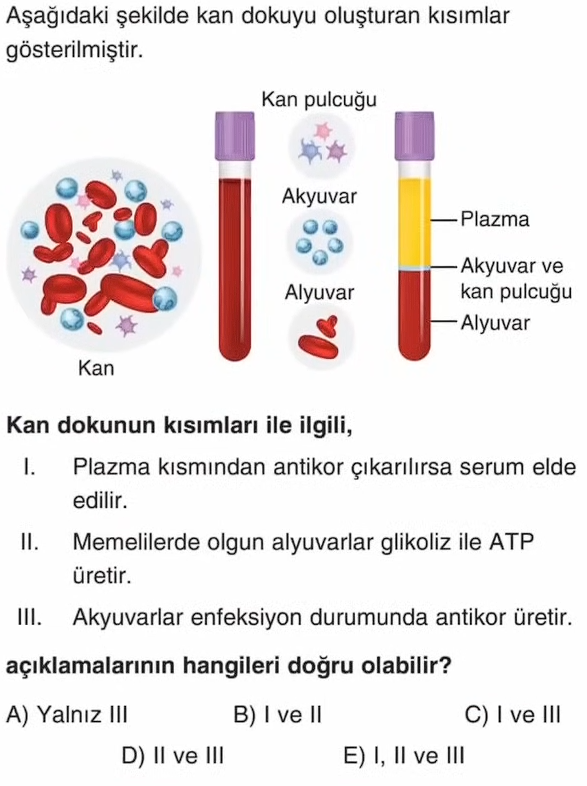 Aşağıdaki şekilde kan dokuyu oluşturan kısımlar
gösterilmiştir.
Kan pulcuğu
Akyuvar
Alyuvar
Plazma
Akyuvar ve
kan pulcuğu
Alyuvar
Kan
Kan dokunun kısımları ile ilgili,
I. Plazma kısmından antikor çıkarılırsa serum elde
edilir.
II. Memelilerde olgun alyuvarlar glikoliz ile ATP
üretir.
III. Akyuvarlar enfeksiyon durumunda antikor üretir.
açıklamalarının hangileri doğru olabilir?
A) Yalnız III B) I ve II C) I ve III
D) II ve III E) I, II ve III